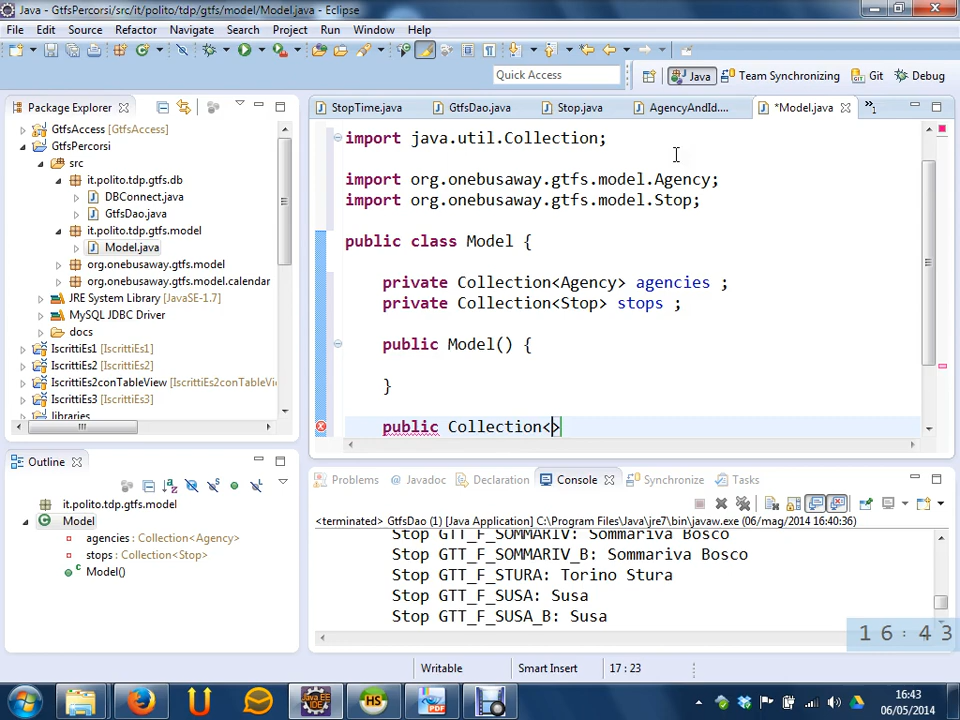 Java - GtfsPercorsi/src/it/polito/tdp/gtfs/model/Model.java - Eclipse
File Edit Source Refactor Navigate Search Project Run Window Help
Quick Access
Java
Team Synchronizing
Git
Debug
Package Explorer
GtfsAccess [GtfsAccess]
GtfsPercorsi
src
it.polito.tdp.gtfs.db
DBConnect.java
GtfsDao.java
it.polito.tdp.gtfs.model
Model.java
org.onebusaway.gtfs.model
org.onebusaway.gtfs.model.calendar
JRE System Library [JavaSE-1.7]
MySQL JDBC Driver
docs
IscrittiEs1 [IscrittiEs1]
IscrittiEs2 [IscrittiEs2]
IscrittiEs2conTableView [IscrittiEs2conTableView]
IscrittiEs3 [IscrittiEs3]
libraries
StopTime.java
GtfsDao.java
Stop.java
AgencyAndId....
*Model.java
»1
import java.util.Collection;
import org.onebusaway.gtfs.model.Agency;
import org.onebusaway.gtfs.model.Stop;
public class Model {
private Collection<Agency> agencies ;
private Collection<Stop> stops ;
public Model() {
}
public Collection<>
Outline
it.polito.tdp.gtfs.model
Model
agencies : Collection<Agency>
stops : Collection<Stop>
Model()
Problems
Javadoc
Declaration
Console
Synchronize
Tasks
<terminated> GtfsDao (1) [Java Application] C:\Program Files\Java\jre7\bin\javaw.exe (06/mag/2014 16:40:36)
Stop GTT_F_SOMMARIV: Sommariva Bosco
Stop GTT_F_SOMMARIV_B: Sommariva Bosco
Stop GTT_F_STURA: Torino Stura
Stop GTT_F_SUSA: Susa
Stop GTT_F_SUSA_B: Susa
16:43
Writable
Smart Insert
17 : 23
16:43
06/05/2014